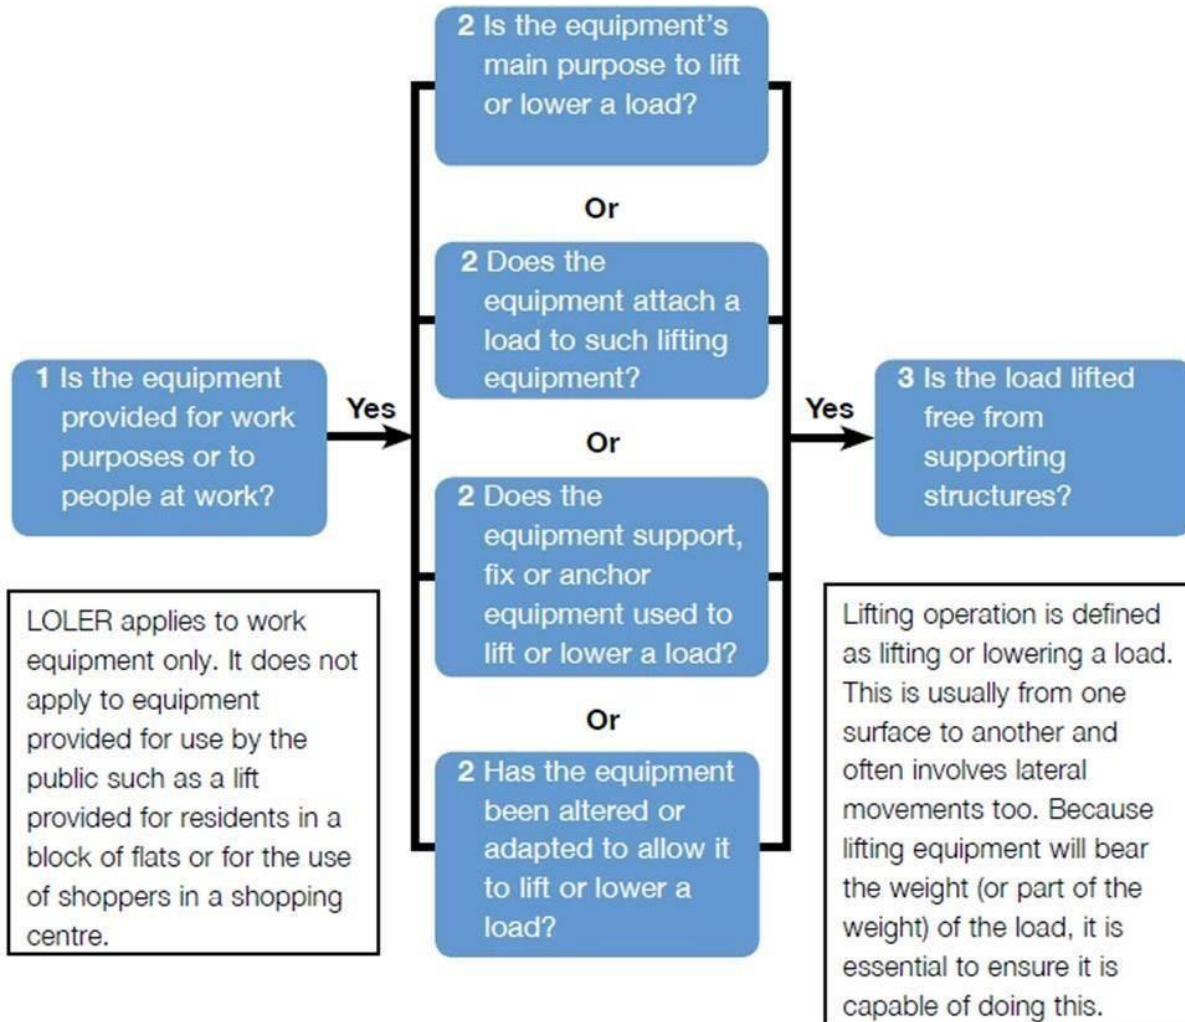 1 Is the equipment
provided for work
purposes or to
people at work?
LOLER applies to work
equipment only. It does not
apply to equipment
provided for use by the
public such as a lift
provided for residents in a
block of flats or for the use
of shoppers in a shopping
centre.
Yes
2 Is the equipment's
main purpose to lift
or lower a load?
Or
2 Does the
equipment attach a
load to such lifting
equipment?
Or
2 Does the
equipment support,
fix or anchor
equipment used to
lift or lower a load?
Or
2 Has the equipment
been altered or
adapted to allow it
to lift or lower a
load?
Yes
3 Is the load lifted
free from
supporting
structures?
Lifting operation is defined
as lifting or lowering a load.
This is usually from one
surface to another and
often involves lateral
movements too. Because
lifting equipment will bear
the weight (or part of the
weight) of the load, it is
essential to ensure it is
capable of doing this.